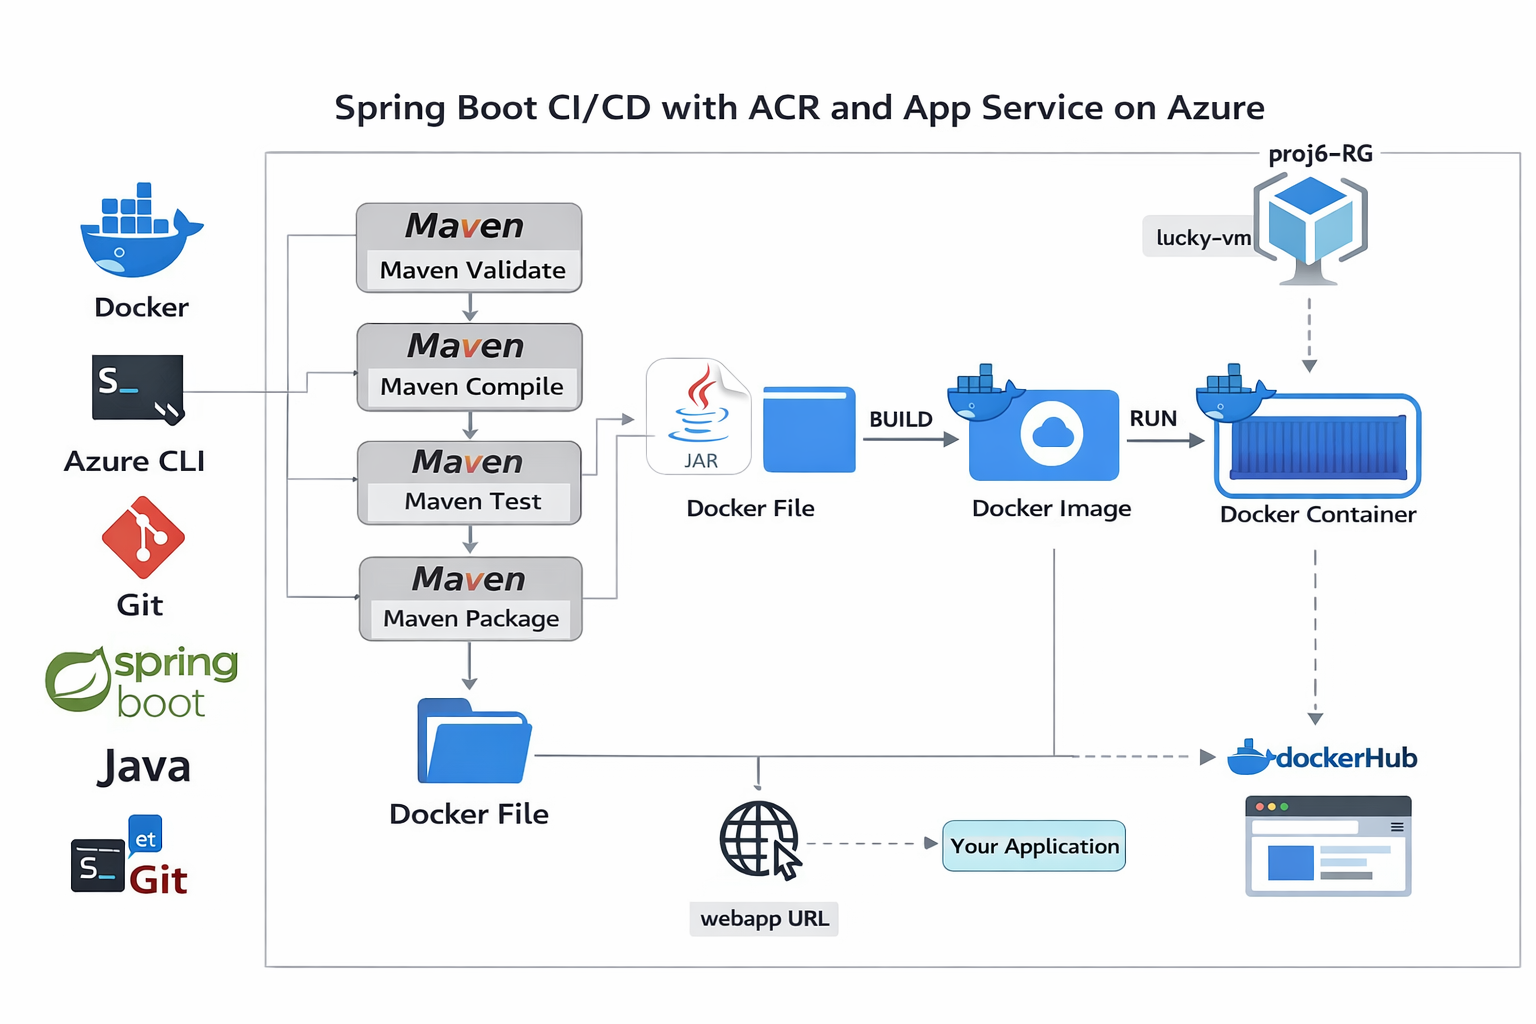 Spring Boot CI/CD with ACR and App Service on Azure
proj6-RG
lucky-vm
Docker
S_
Azure CLI
Git
spring
boot
Java
et
S_
Git
Maven
Maven Validate
Maven
Maven Compile
Maven
Maven Test
Maven
Maven Package
Docker File
JAR
Docker File
BUILD
Docker Image
RUN
Docker Container
dockerHub
webapp URL
Your Application